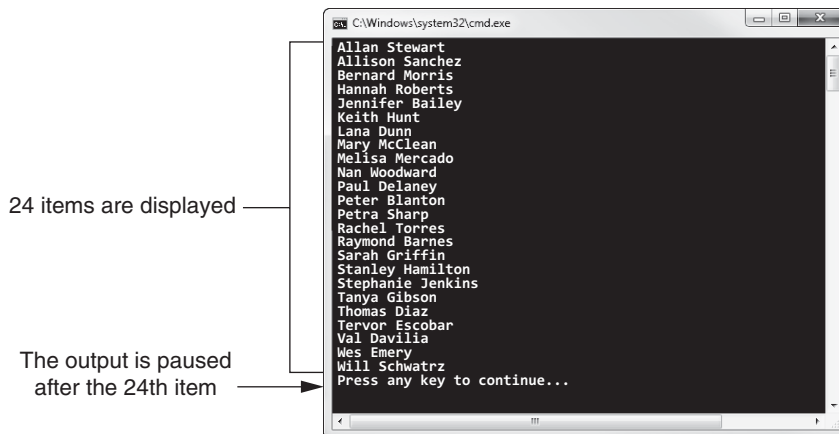 C:\Windows\system32\cmd.exe
Allan Stewart
Allison Sanchez
Bernard Morris
Hannah Roberts
Jennifer Bailey
Keith Hunt
Lana Dunn
Mary McClean
Melisa Mercado
Nan Woodward
Paul Delaney
Peter Blanton
Petra Sharp
Rachel Torres
Raymond Barnes
Sarah Griffin
Stanley Hamilton
Stephanie Jenkins
Tanya Gibson
Thomas Diaz
Tervor Escobar
Val Davilia
Wes Emery
Will Schwatrz
Press any key to continue...
24 items are displayed
The output is paused
after the 24th item